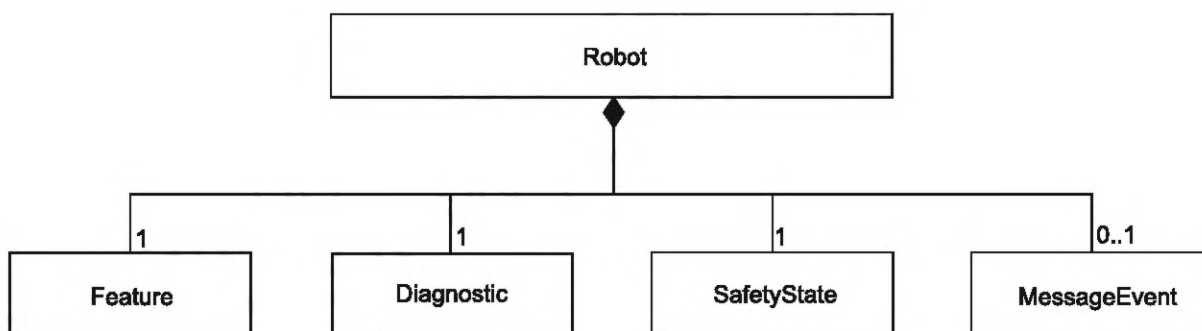 Robot
1
1
1
0..1
Feature
Diagnostic
SafetyState
MessageEvent